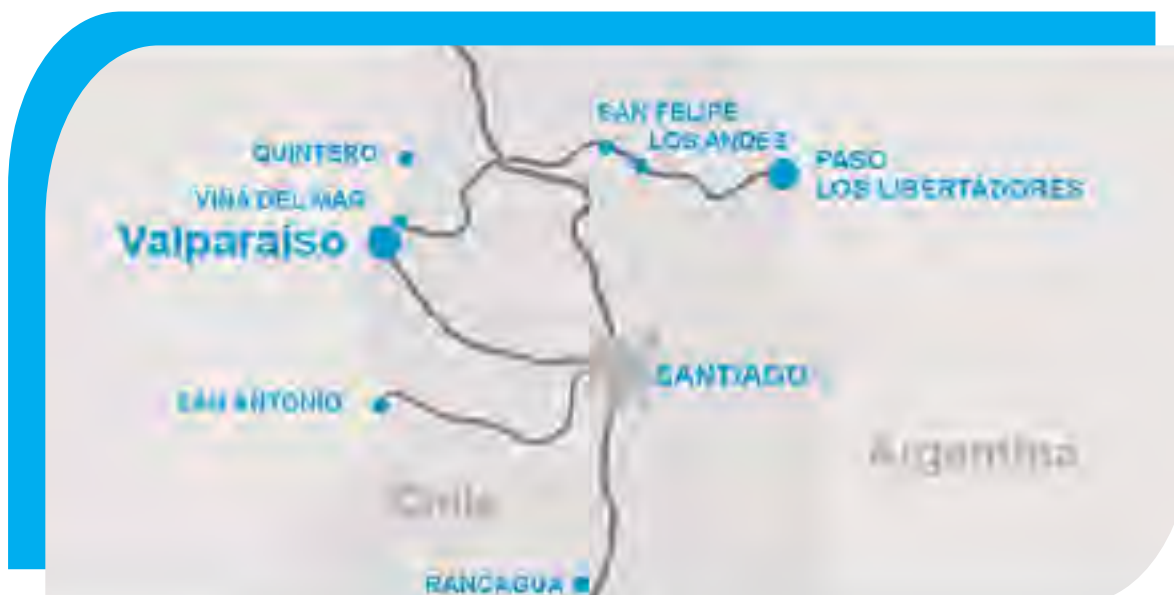 SAN FELIPE
LOS ANDES
QUINTERO
PASO
LOS LIBERTADORES
VIÑA DEL MAR
Valparaíso
SANTIAGO
SAN ANTONIO
Argentina
Chile
RANCAGUA